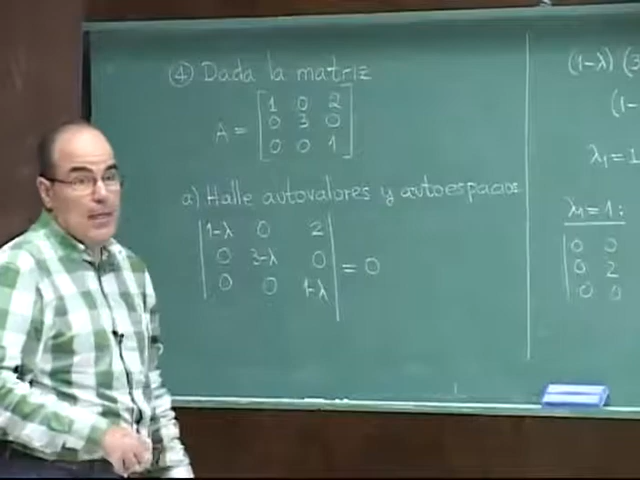 ④ Dada la matriz
A = [ 1 0 2
0 3 0
0 0 1 ]
a) Halle autovalores y autoespacios
| 1-λ 0 2 |
| 0 3-λ 0 | = 0
| 0 0 1-λ |
(1-λ) (3
(1-
λ₁=1
λ₁=1:
0 0
0 2
0 0